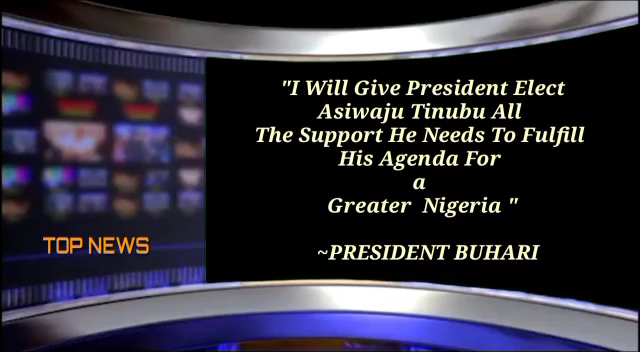 "I Will Give President Elect
Asiwaju Tinubu All
The Support He Needs To Fulfill
His Agenda For
a
Greater Nigeria "
~PRESIDENT BUHARI
TOP NEWS